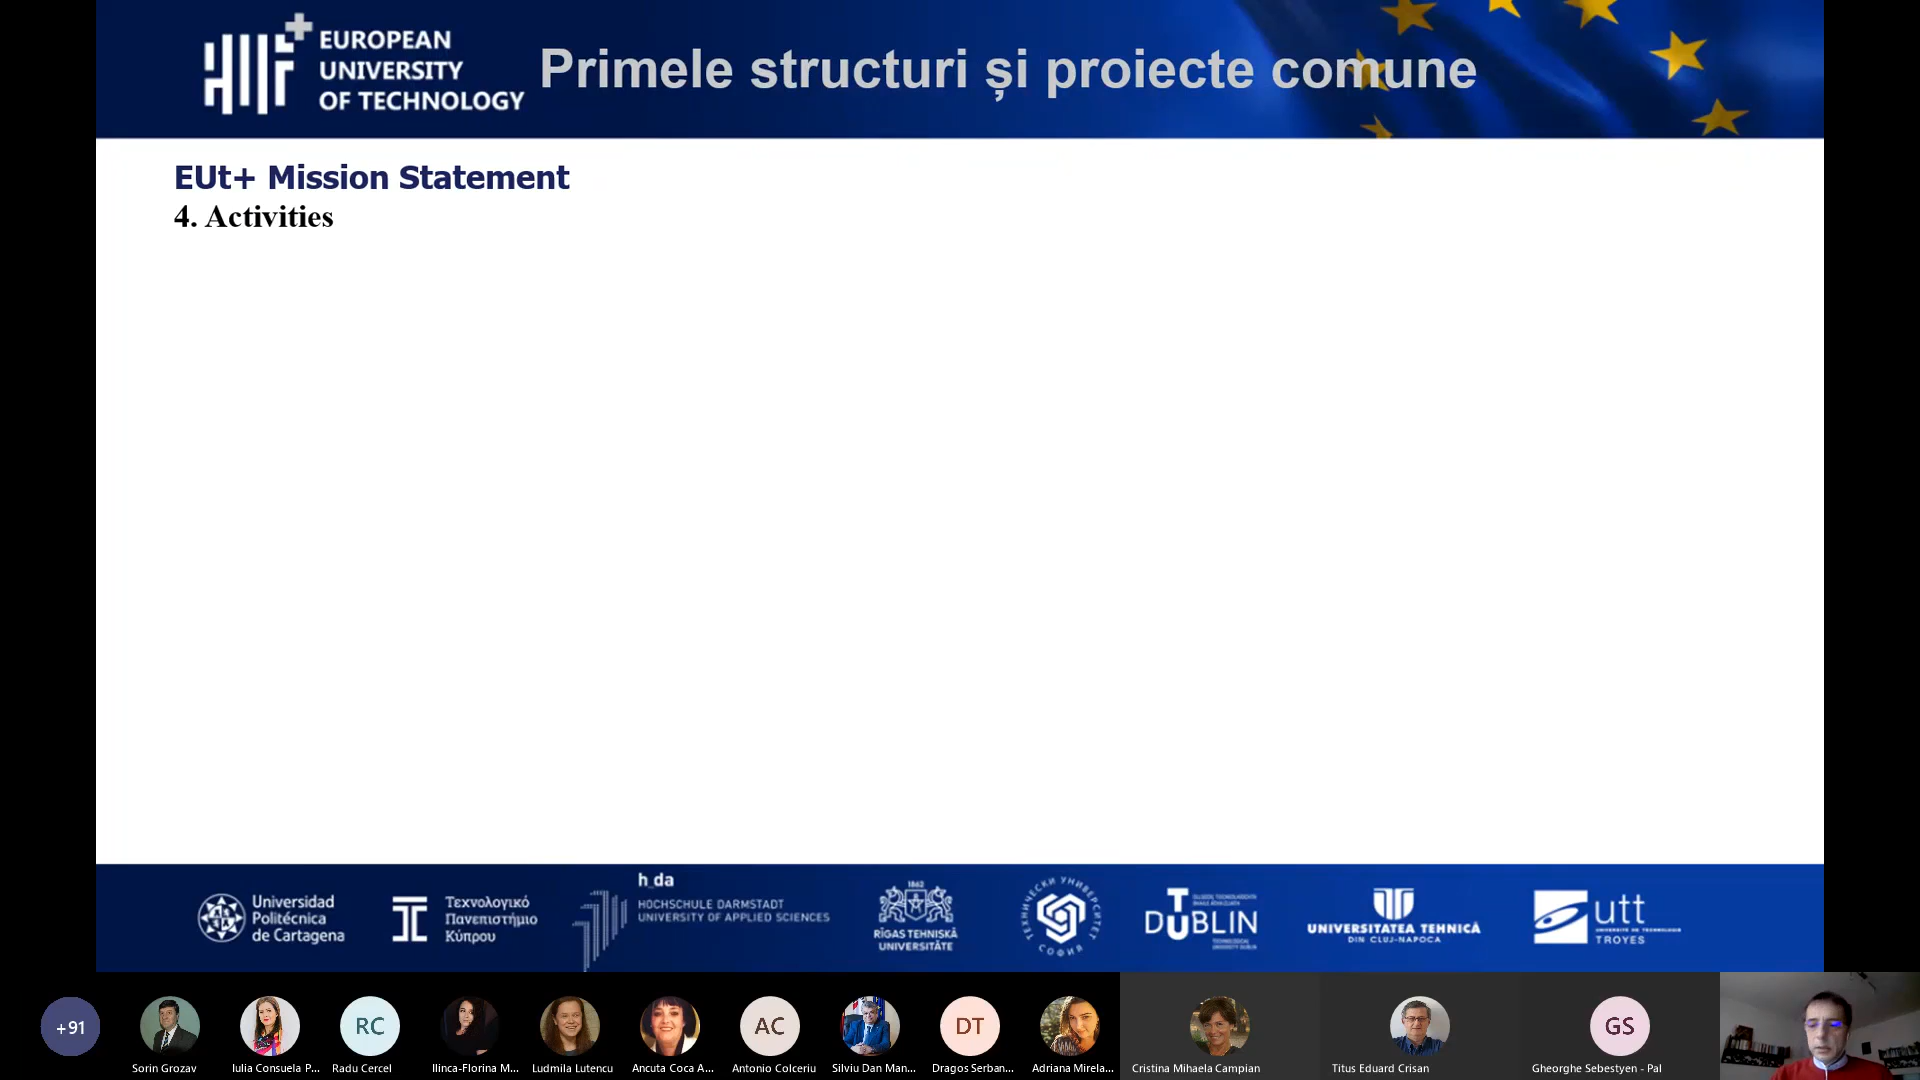 EUROPEAN
UNIVERSITY
OF TECHNOLOGY
Primele structuri și proiecte comune
EUt+ Mission Statement
4. Activities
Universidad
Politécnica
de Cartagena
Τεχνολογικό
Πανεπιστήμιο
Κύπρου
h_da
HOCHSCHULE DARMSTADT
UNIVERSITY OF APPLIED SCIENCES
1862
RĪGAS TEHNISKĀ
UNIVERSITĀTE
ТЕХНИЧЕСКИ УНИВЕРСИТЕТ
СОФИЯ
T
DUBLIN
UNIVERSITATEA TEHNICĂ
DIN CLUJ-NAPOCA
utt
UNIVERSITÉ DE TECHNOLOGIE
TROYES
+91
RC
AC
DT
GS
Sorin Grozav
Iulia Consuela P...
Radu Cercel
Ilinca-Florina M...
Ludmila Lutencu
Ancuta Coca A...
Antonio Colceriu
Silviu Dan Man...
Dragos Serban...
Adriana Mirela...
Cristina Mihaela Campian
Titus Eduard Crisan
Gheorghe Sebestyen - Pal